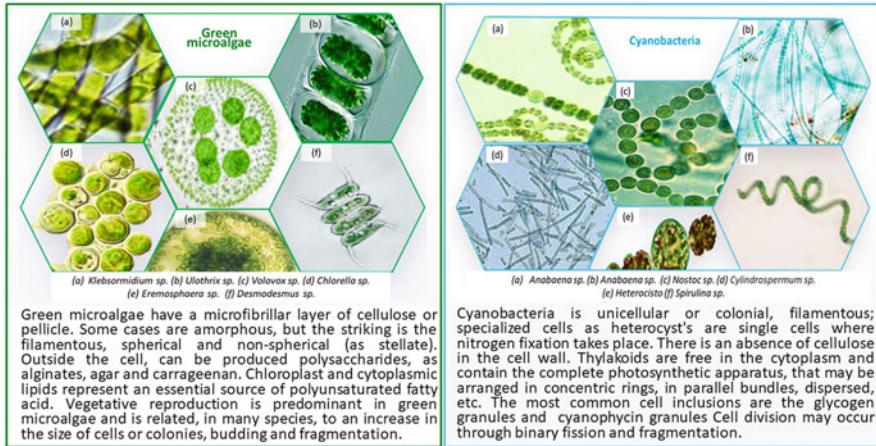 Green
microalgae
(a)
(b)
(c)
(d)
(e)
(f)
(a) Klebsormidium sp. (b) Ulothrix sp. (c) Volovox sp. (d) Chlorella sp.
(e) Eremosphaera sp. (f) Desmodesmus sp.
Green microalgae have a microfibrillar layer of cellulose or
pellicle. Some cases are amorphous, but the striking is the
filamentous, spherical and non-spherical (as stellate).
Outside the cell, can be produced polysaccharides, as
alginates, agar and carrageenan. Chloroplast and cytoplasmic
lipids represent an essential source of polyunsaturated fatty
acid. Vegetative reproduction is predominant in green
microalgae and is related, in many species, to an increase in
the size of cells or colonies, budding and fragmentation.
Cyanobacteria
(a)
(b)
(c)
(d)
(e)
(f)
(a) Anabaena sp. (b) Anabaena sp. (c) Nostoc sp. (d) Cylindrospermum sp.
(e) Heterocisto (f) Spirulina sp.
Cyanobacteria is unicellular or colonial, filamentous;
specialized cells as heterocyst's are single cells where
nitrogen fixation takes place. There is an absence of cellulose
in the cell wall. Thylakoids are free in the cytoplasm and
contain the complete photosynthetic apparatus, that may be
arranged in concentric rings, in parallel bundles, dispersed,
etc. The most common cell inclusions are the glycogen
granules and cyanophycin granules Cell division may occur
through binary fission and fragmentation.